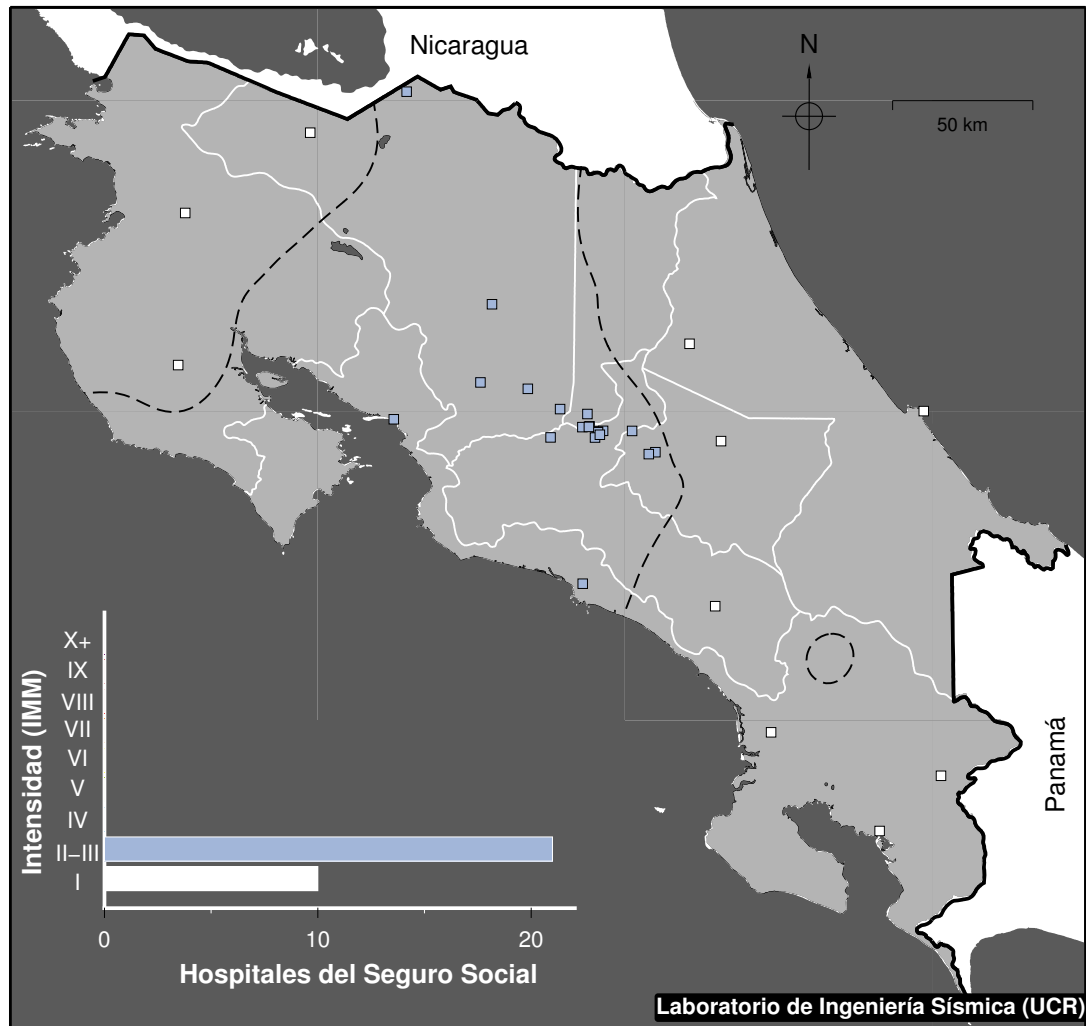 Nicaragua
N
50 km
Panamá
Intensidad (IMM)
X+
IX
VIII
VII
VI
V
IV
II–III
I
0 10 20
Hospitales del Seguro Social
Laboratorio de Ingeniería Sísmica (UCR)